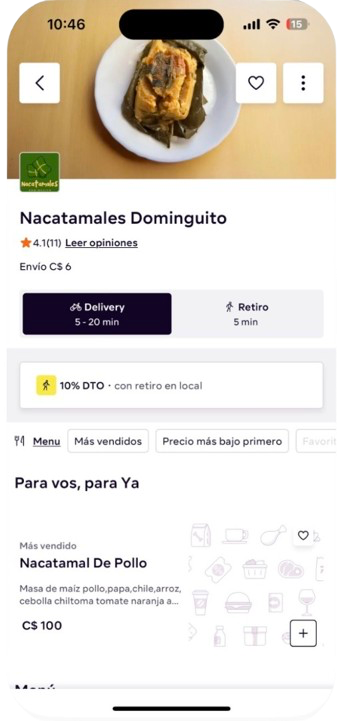 10:46
15
Nacatamales
Nacatamales Dominguito
4.1(11) Leer opiniones
Envío C$ 6
Delivery
5 - 20 min
Retiro
5 min
10% DTO · con retiro en local
Menu
Más vendidos
Precio más bajo primero
Favorit
Para vos, para Ya
Más vendido
Nacatamal De Pollo
Masa de maíz pollo,papa,chile,arroz,
cebolla chiltoma tomate naranja a...
C$ 100
+
Menú